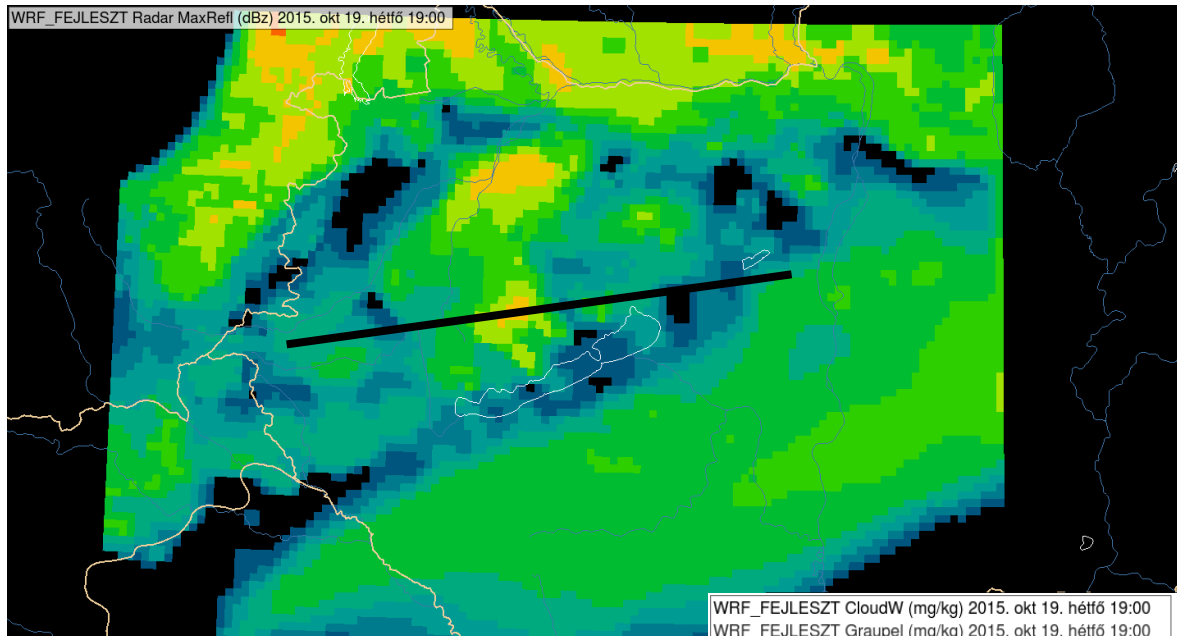 WRF_FEJLESZT Radar MaxRefl (dBz) 2015. okt 19. hétfő 19:00
WRF_FEJLESZT CloudW (mg/kg) 2015. okt 19. hétfő 19:00
WRF_FEJLESZT Graupel (mg/kg) 2015. okt 19. hétfő 19:00